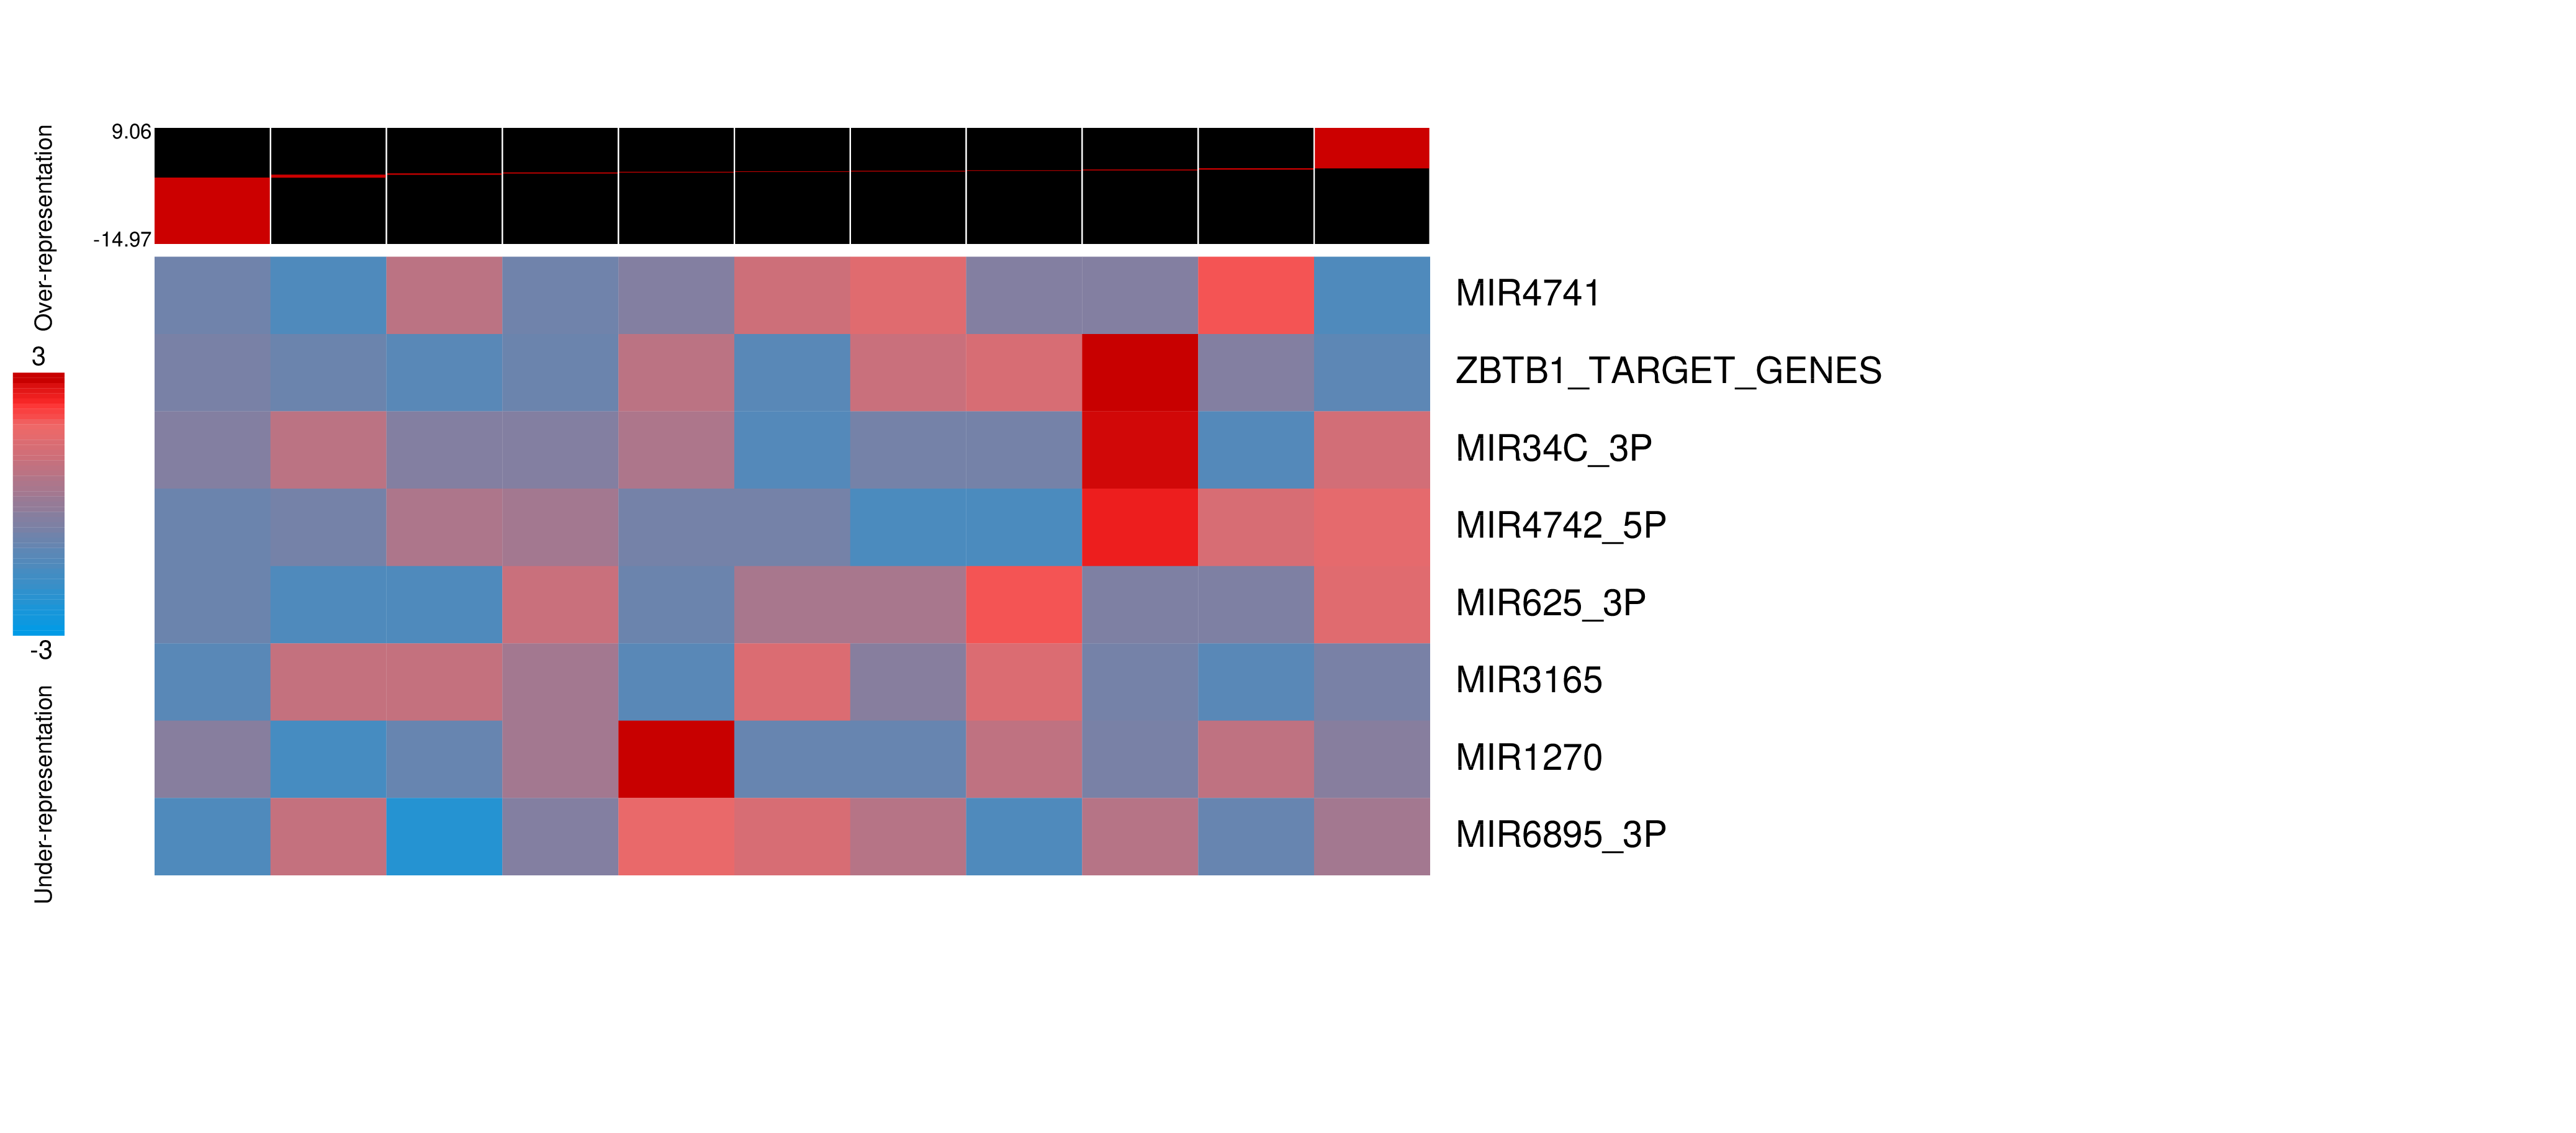 Over-representation
3
-3
Under-representation
9.06
-14.97
MIR4741
ZBTB1_TARGET_GENES
MIR34C_3P
MIR4742_5P
MIR625_3P
MIR3165
MIR1270
MIR6895_3P